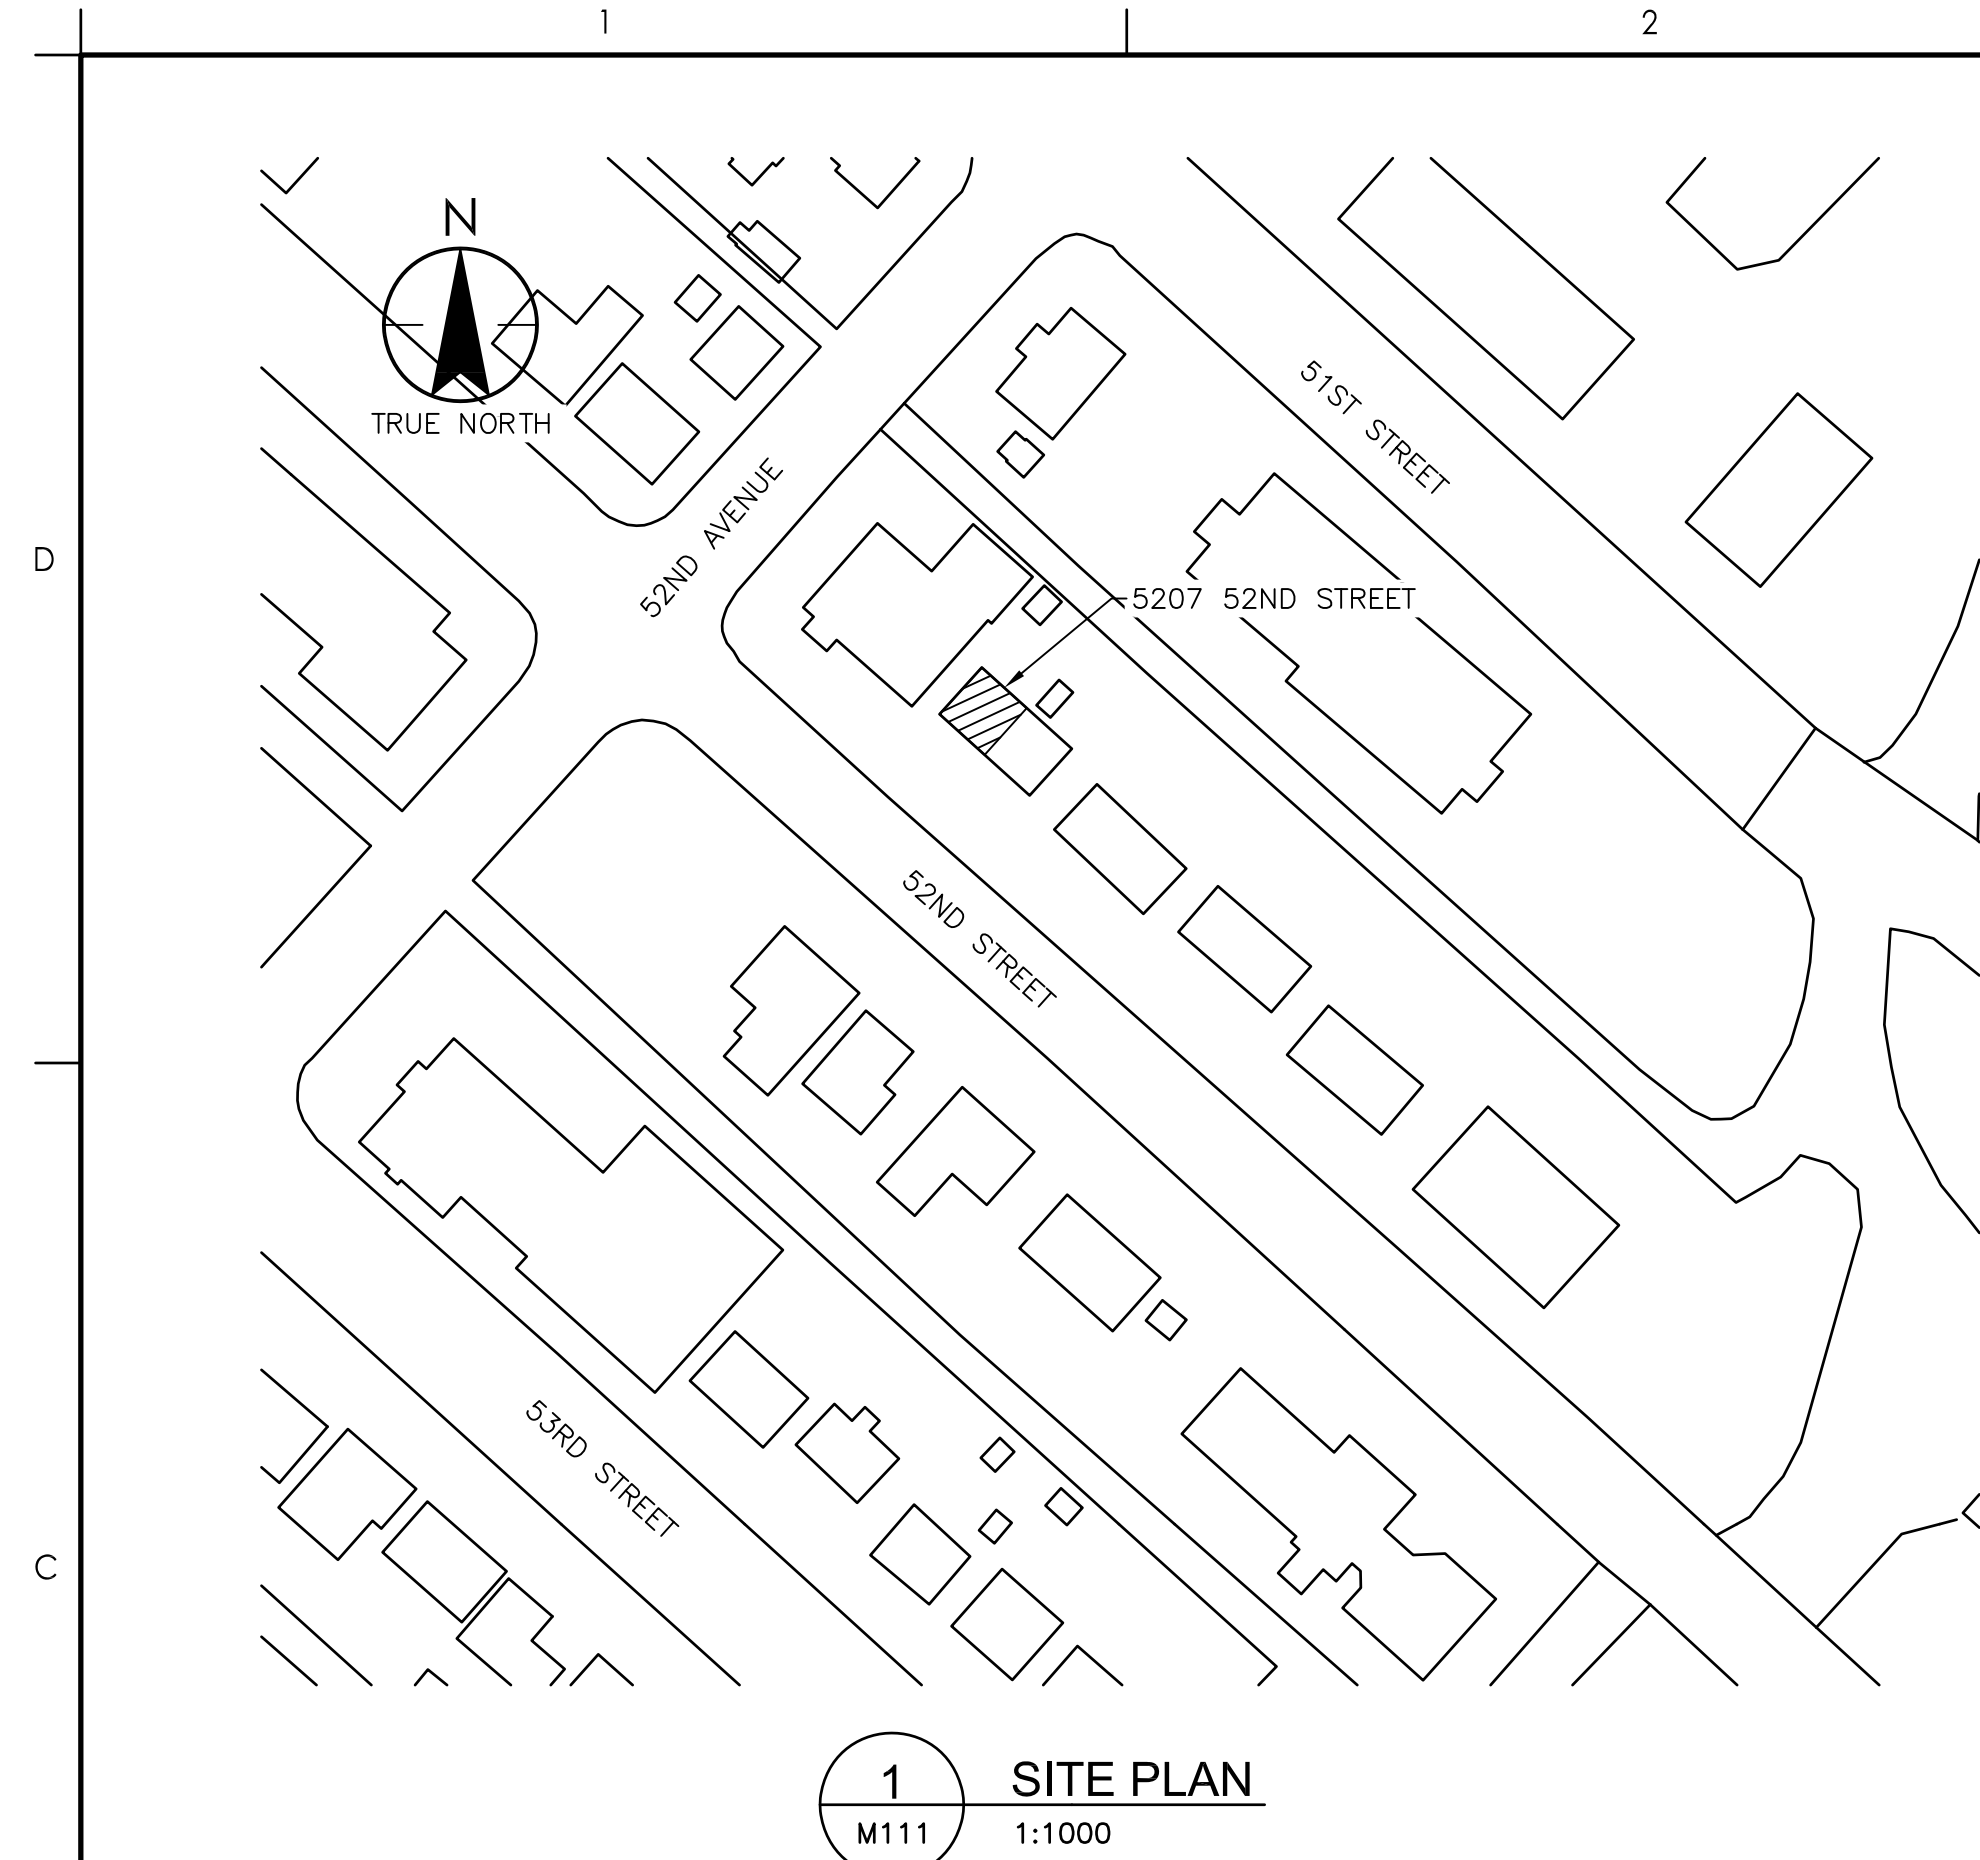 1
2
N
TRUE NORTH
51ST STREET
52ND AVENUE
D
5207 52ND STREET
52ND STREET
53RD STREET
C
1
SITE PLAN
M111
1:1000